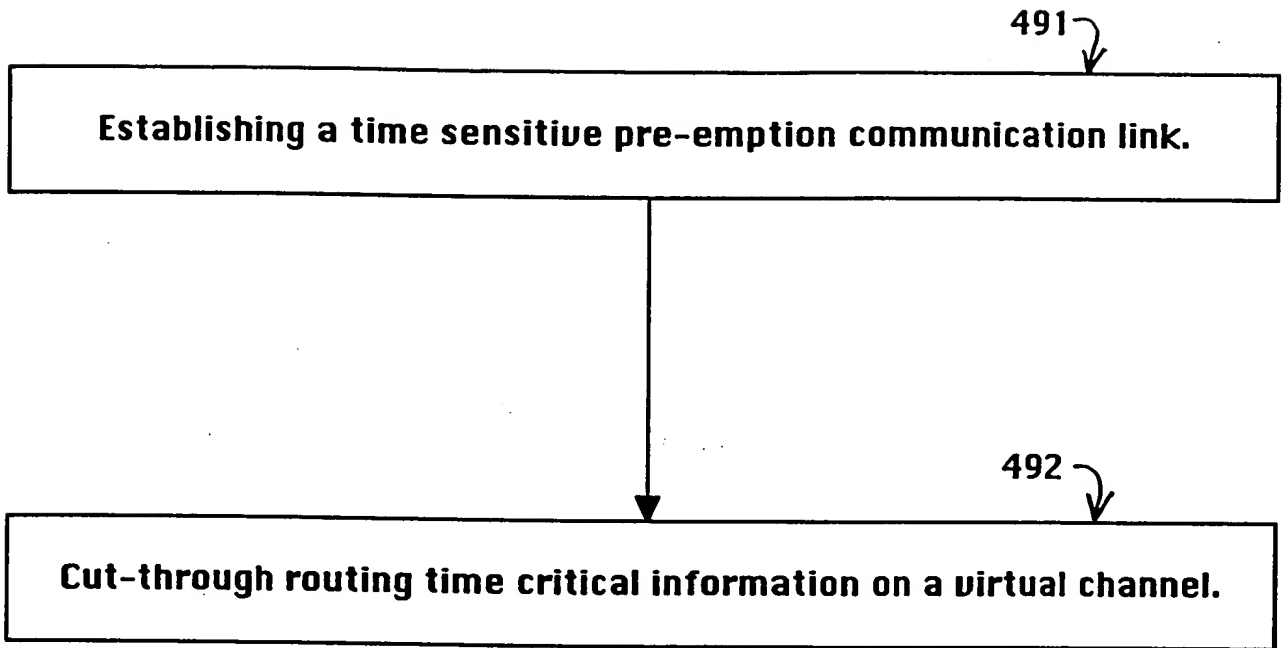 491
Establishing a time sensitive pre-emption communication link.
492
Cut-through routing time critical information on a virtual channel.